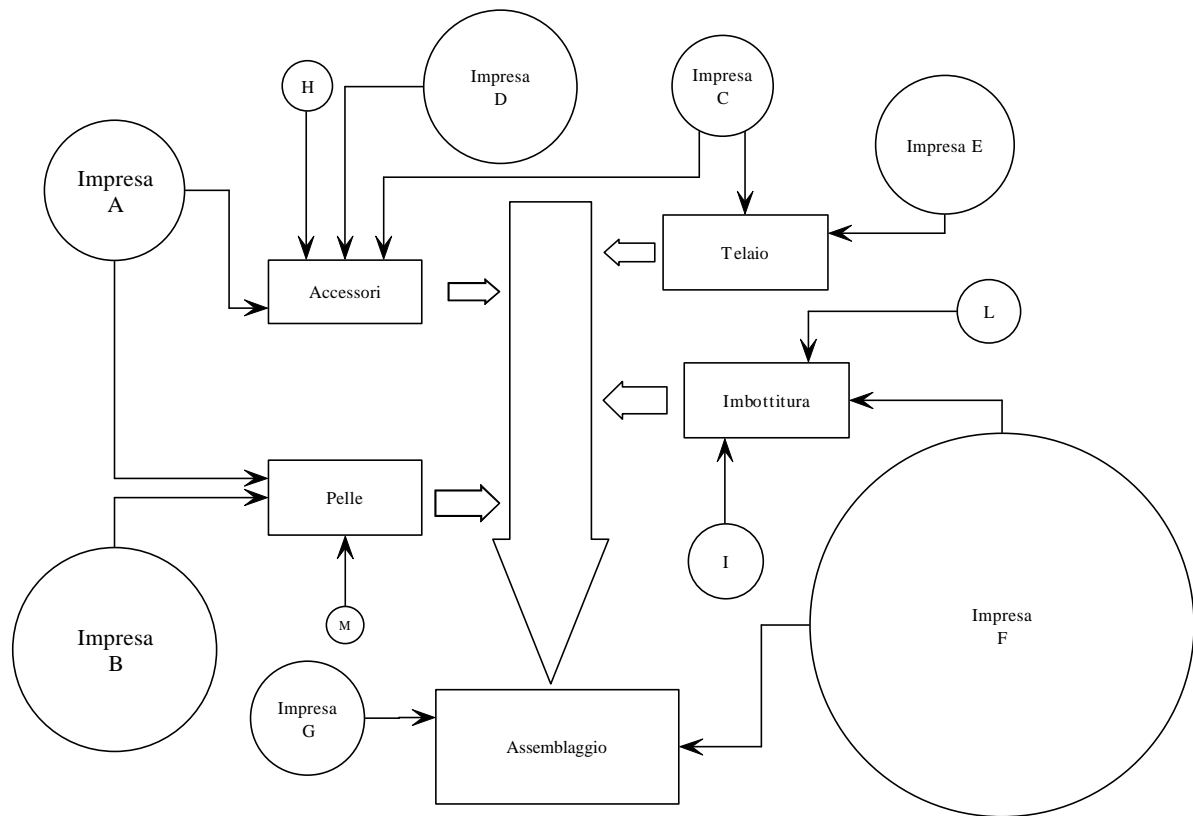 Impresa
D
Impresa
C
H
Impresa E
Impresa
A
Telaio
Accessori
L
Imbottitura
Pelle
I
M
Impresa
F
Impresa
B
Impresa
G
Assemblaggio